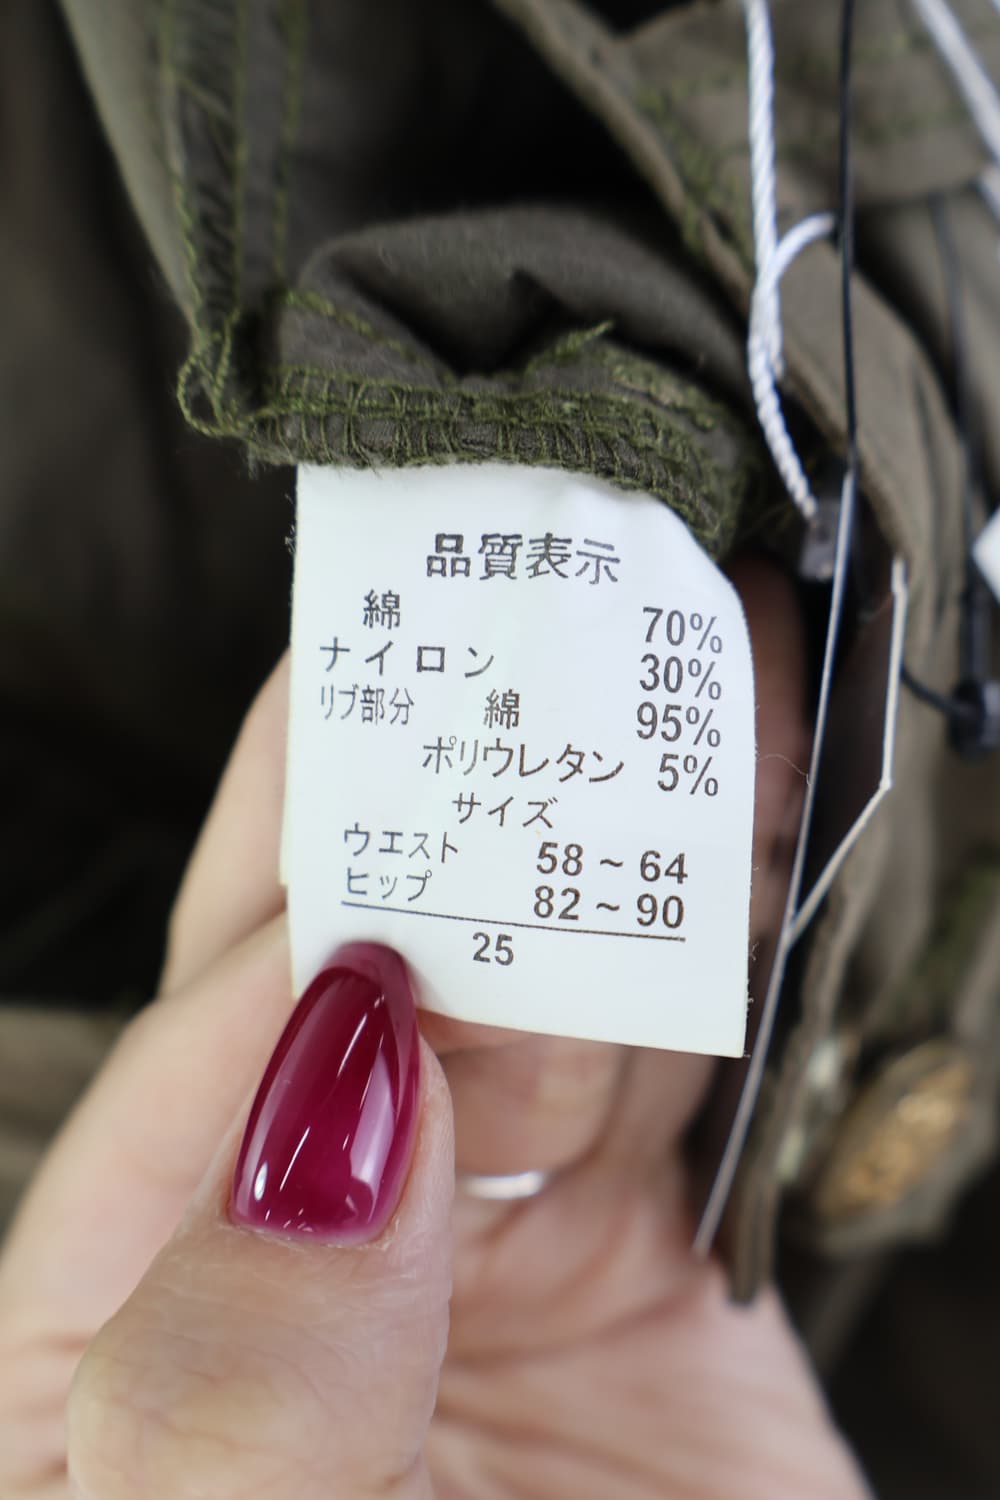 品質表示
綿 70%
ナイロン 30%
リブ部分 綿 95%
ポリウレタン 5%
サイズ
ウエスト 58 ~ 64
ヒップ 82 ~ 90
25